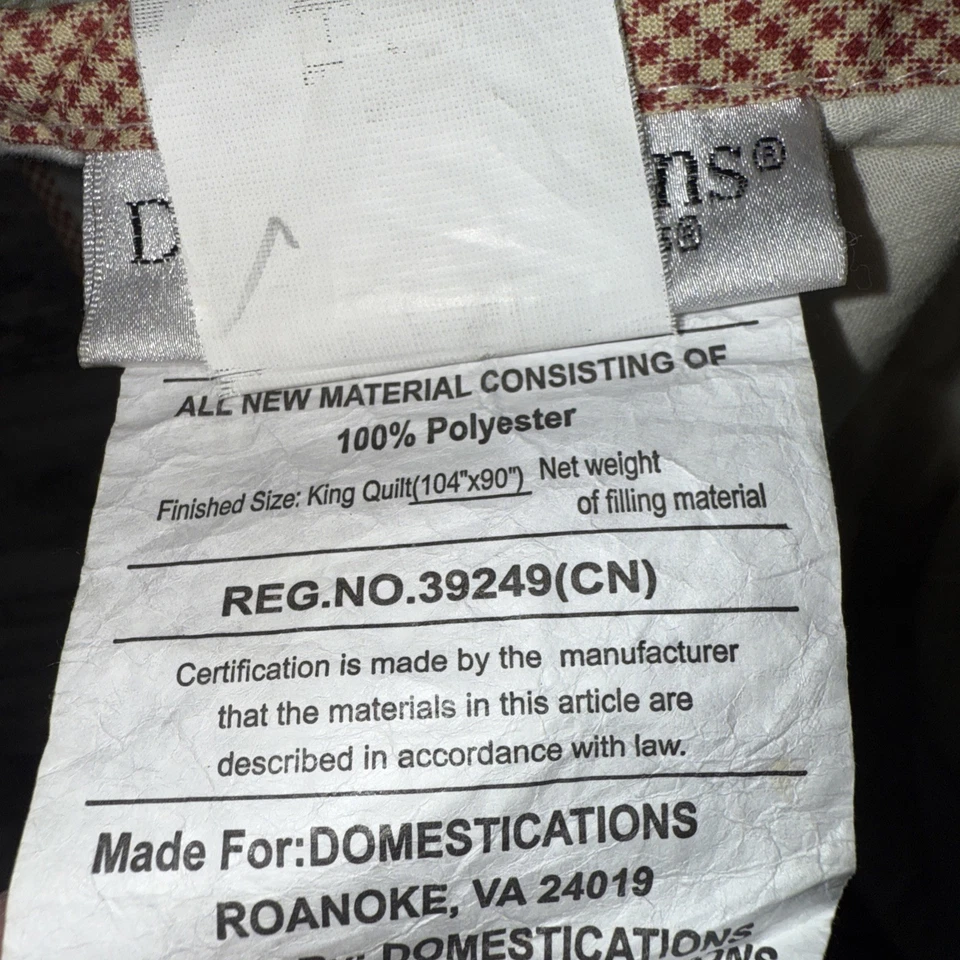 D ns®
®
ALL NEW MATERIAL CONSISTING OF
100% Polyester
Finished Size: King Quilt(104"x90") Net weight
of filling material
REG.NO.39249(CN)
Certification is made by the manufacturer
that the materials in this article are
described in accordance with law.
Made For:DOMESTICATIONS
ROANOKE, VA 24019
DOMESTICATIONS